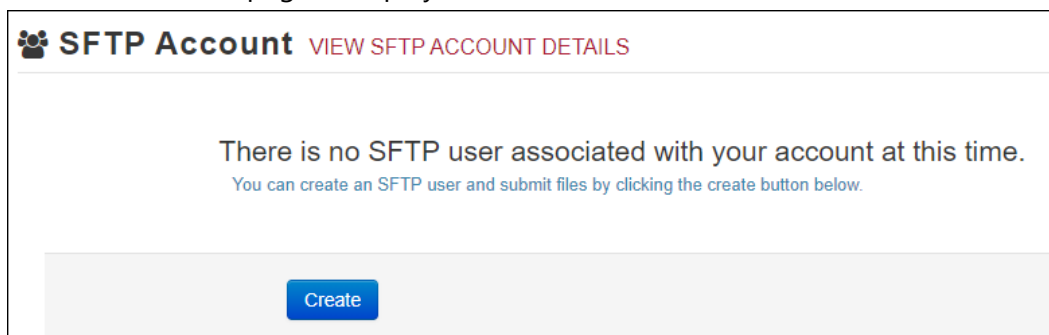 SFTP Account VIEW SFTP ACCOUNT DETAILS
There is no SFTP user associated with your account at this time.
You can create an SFTP user and submit files by clicking the create button below.
Create